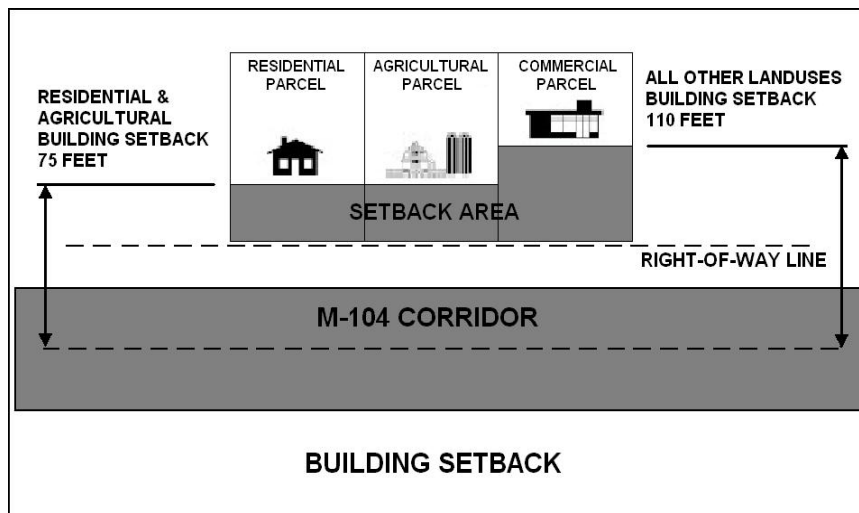 RESIDENTIAL
PARCEL
AGRICULTURAL
PARCEL
COMMERCIAL
PARCEL
RESIDENTIAL &
AGRICULTURAL
BUILDING SETBACK
75 FEET
ALL OTHER LANDUSES
BUILDING SETBACK
110 FEET
SETBACK AREA
RIGHT-OF-WAY LINE
M-104 CORRIDOR
BUILDING SETBACK